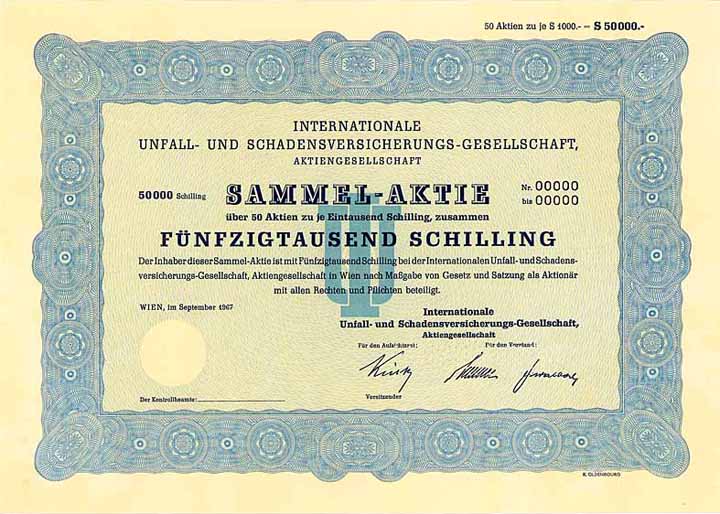 50 Aktien zu je S 1000.- = S 50000.-
INTERNATIONALE
UNFALL- UND SCHADENSVERSICHERUNGS-GESELLSCHAFT,
AKTIENGESELLSCHAFT
50000 Schilling SAMMEL-AKTIE Nr. 00000
bis 00000
über 50 Aktien zu je Eintausend Schilling, zusammen
FÜNFZIGTAUSEND SCHILLING
Der Inhaber dieser Sammel-Aktie ist mit Fünfzigtausend Schilling bei der Internationalen Unfall- und Schadens-
versicherungs-Gesellschaft, Aktiengesellschaft in Wien nach Maßgabe von Gesetz und Satzung als Aktionär
mit allen Rechten und Pflichten beteiligt.
WIEN, im September 1967
Internationale
Unfall- und Schadensversicherungs-Gesellschaft,
Aktiengesellschaft
Für den Aufsichtsrat: Für den Vorstand:
Der Kontrollbeamte: Vorsitzender
R. OLDENBOURG